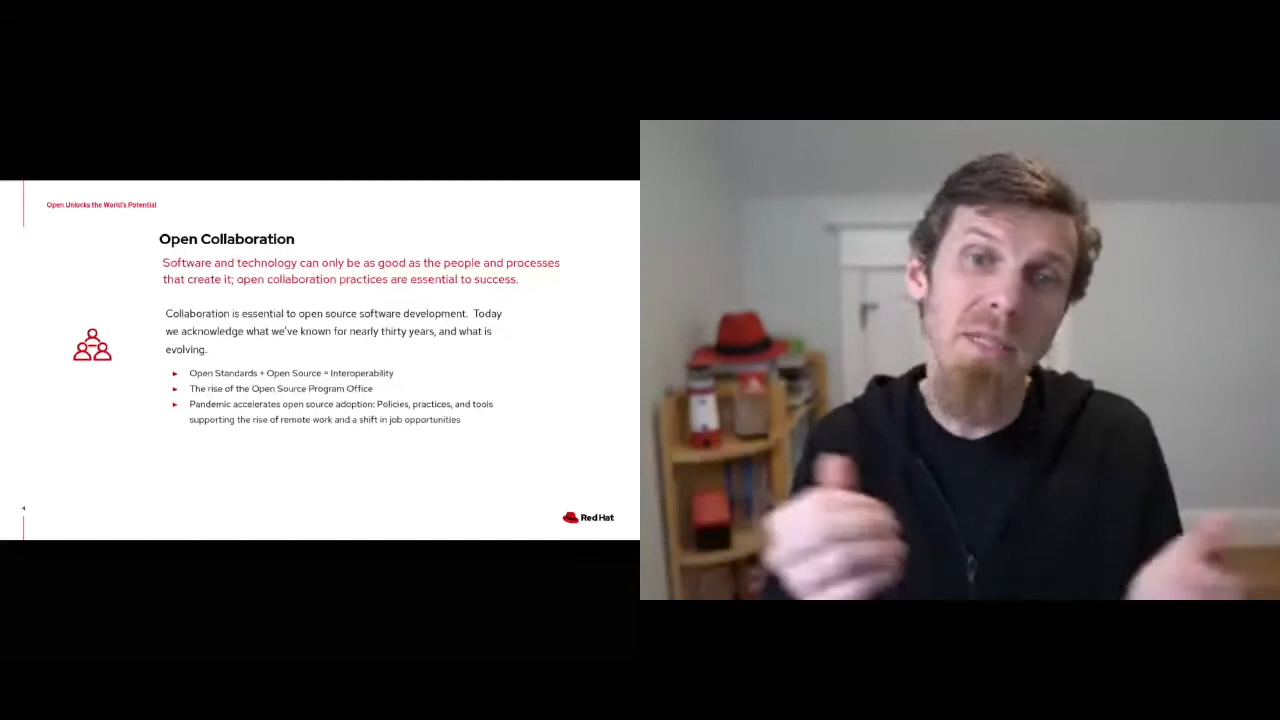 Open Unlocks the World's Potential
Open Collaboration
Software and technology can only be as good as the people and processes
that create it; open collaboration practices are essential to success.
Collaboration is essential to open source software development. Today
we acknowledge what we've known for nearly thirty years, and what is
evolving.
► Open Standards + Open Source = Interoperability
► The rise of the Open Source Program Office
► Pandemic accelerates open source adoption: Policies, practices, and tools
supporting the rise of remote work and a shift in job opportunities
4
Red Hat